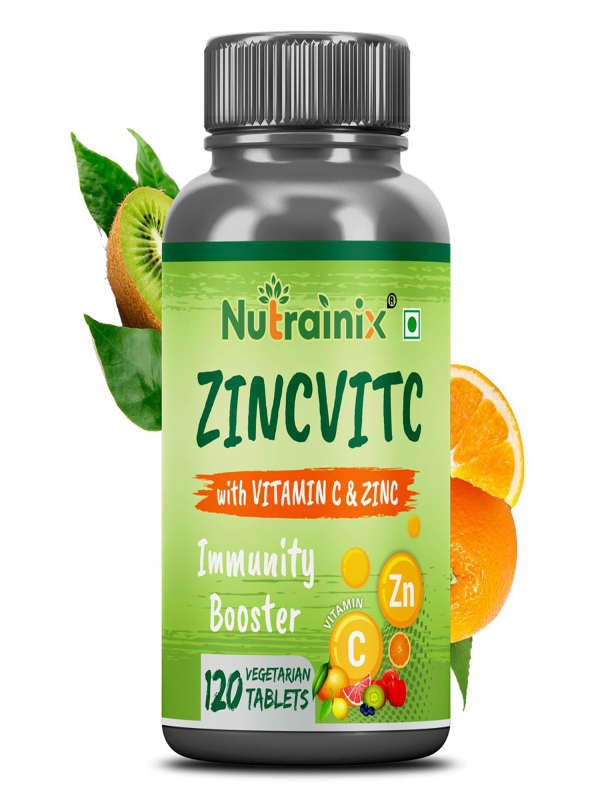 Nutrainix®
ZINCVITC
with VITAMIN C & ZINC
Immunity
Booster
Zn
VITAMIN
C
120 VEGETARIAN
TABLETS